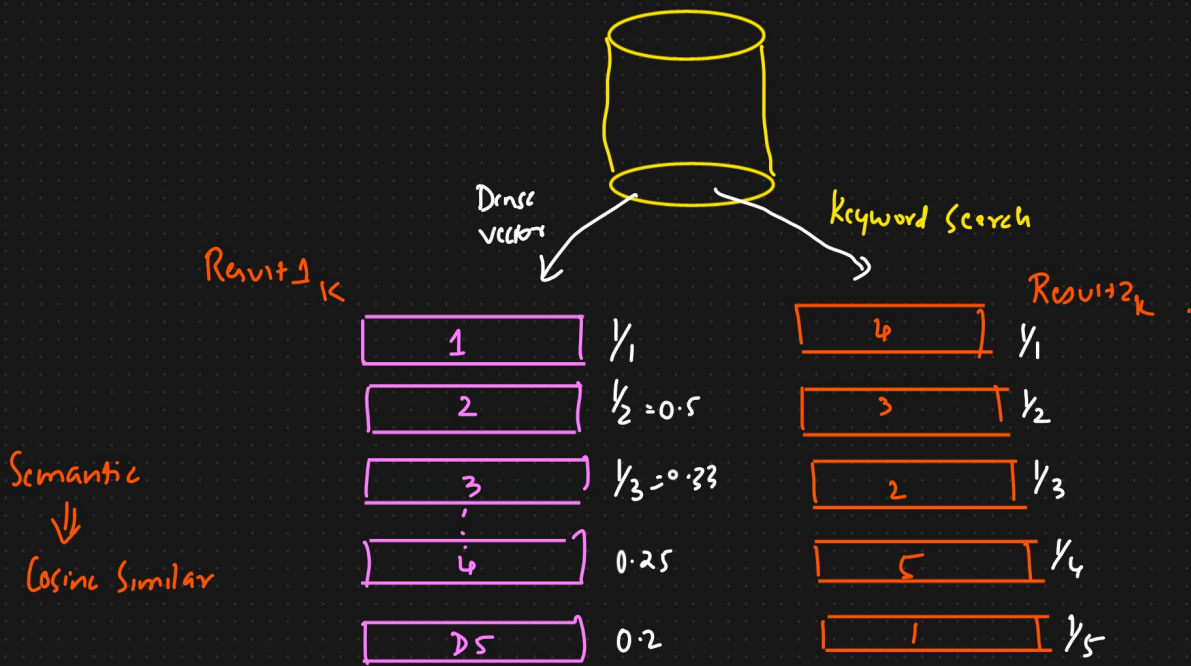 Dense
vector
Keyword Search
Result1 K
Result2 K
1 1/1
4 1/1
2 1/2 = 0.5
3 1/2
3 1/3 = 0.33
2 1/3
Semantic
⇓
Cosine Similar
4 0.25
5 1/4
D5 0.2
1 1/5